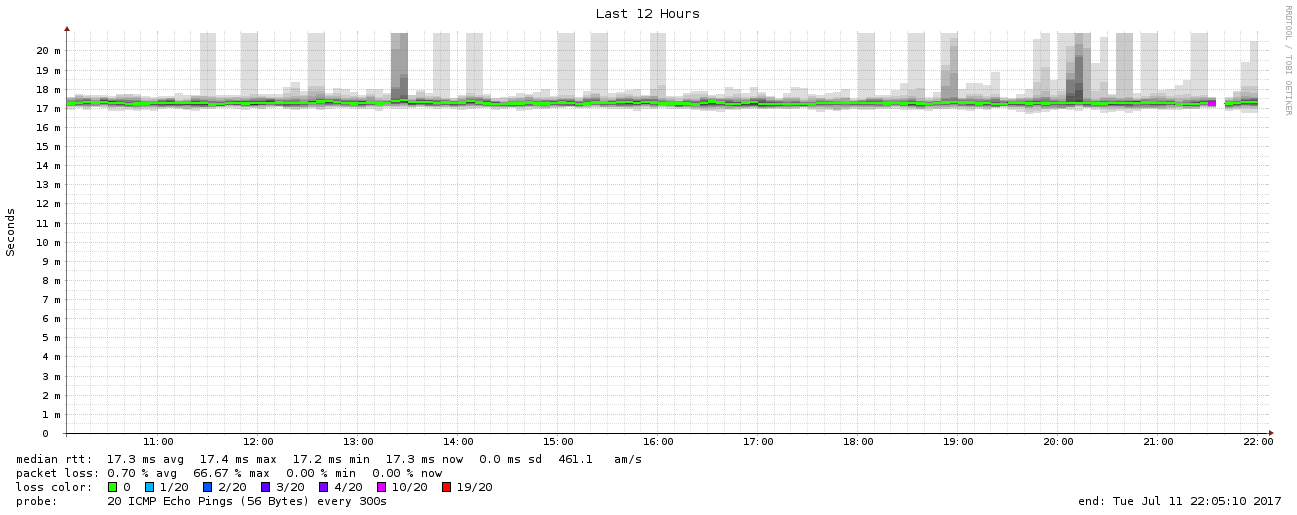 Last 12 Hours
RRDTOOL / TOBI OETIKER
Seconds
20 m
19 m
18 m
17 m
16 m
15 m
14 m
13 m
12 m
11 m
10 m
9 m
8 m
7 m
6 m
5 m
4 m
3 m
2 m
1 m
0
11:00 12:00 13:00 14:00 15:00 16:00 17:00 18:00 19:00 20:00 21:00 22:00
median rtt: 17.3 ms avg 17.4 ms max 17.2 ms min 17.3 ms now 0.0 ms sd 461.1 am/s
packet loss: 0.70 % avg 66.67 % max 0.00 % min 0.00 % now
loss color: 0 1/20 2/20 3/20 4/20 10/20 19/20
probe: 20 ICMP Echo Pings (56 Bytes) every 300s end: Tue Jul 11 22:05:10 2017